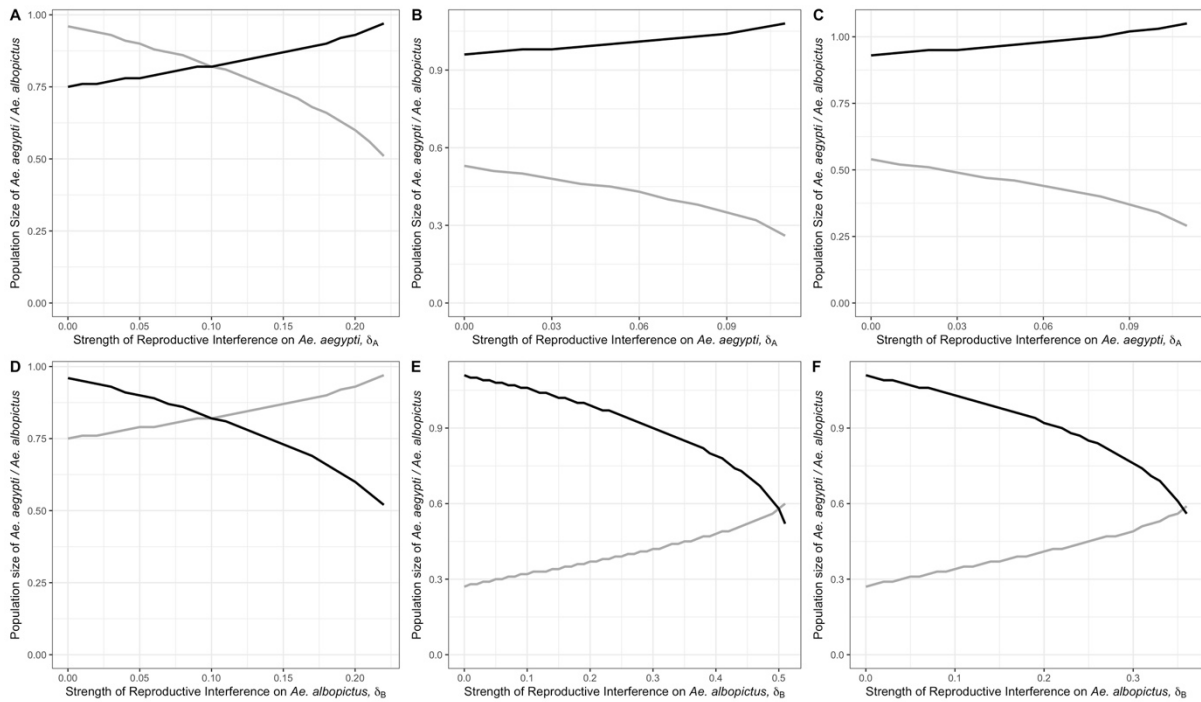 A
Population Size of Ae. aegypti / Ae. albopictus
1.00
0.75
0.50
0.25
0.00
0.00 0.05 0.10 0.15 0.20
Strength of Reproductive Interference on Ae. aegypti, δA
B
Population Size of Ae. aegypti / Ae. albopictus
0.9
0.6
0.3
0.0
0.00 0.03 0.06 0.09
Strength of Reproductive Interference on Ae. aegypti, δA
C
Population Size of Ae. aegypti / Ae. albopictus
1.00
0.75
0.50
0.25
0.00
0.00 0.03 0.06 0.09
Strength of Reproductive Interference on Ae. aegypti, δA
D
Population size of Ae. aegypti / Ae. albopictus
1.00
0.75
0.50
0.25
0.00
0.00 0.05 0.10 0.15 0.20
Strength of Reproductive Interference on Ae. albopictus, δB
E
Population size of Ae. aegypti / Ae. albopictus
0.9
0.6
0.3
0.0
0.0 0.1 0.2 0.3 0.4 0.5
Strength of Reproductive Interference on Ae. albopictus, δB
F
Population size of Ae. aegypti / Ae. albopictus
0.9
0.6
0.3
0.0
0.0 0.1 0.2 0.3
Strength of Reproductive Interference on Ae. albopictus, δB